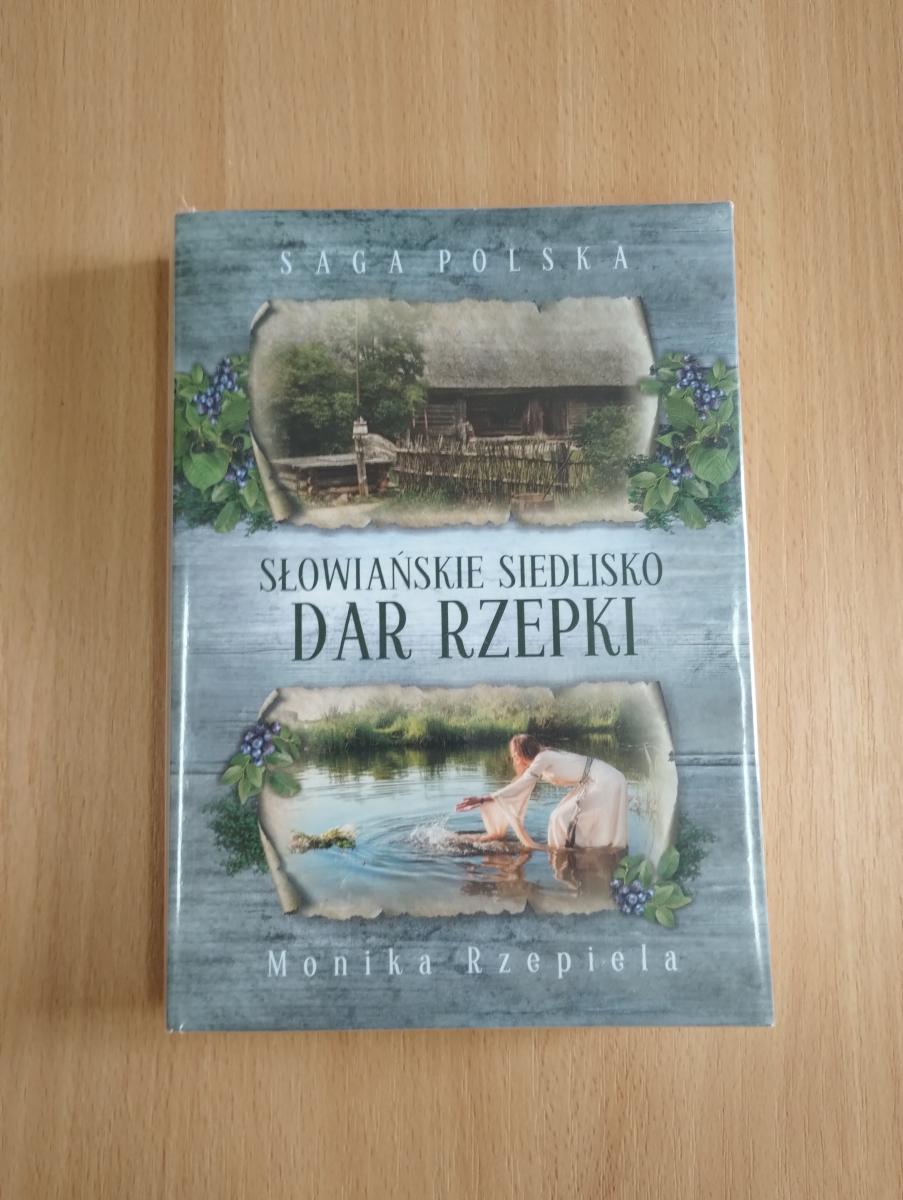 SAGA POLSKA
SŁOWIAŃSKIE SIEDLISKO
DAR RZEPKI
Monika Rzepiela